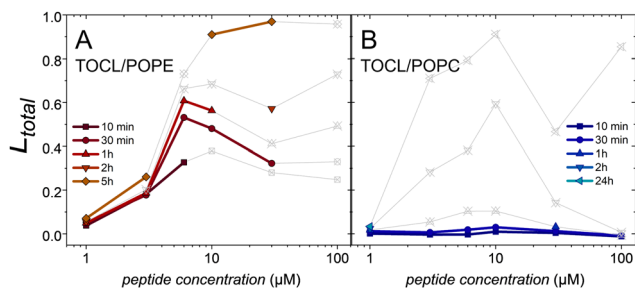 A
TOCL/POPE
B
TOCL/POPC
L total
1.0
0.8
0.6
0.4
0.2
0.0
10 min
30 min
1h
2h
5h
10 min
30 min
1h
2h
24h
1
10
100
1
10
100
peptide concentration (µM)
peptide concentration (µM)